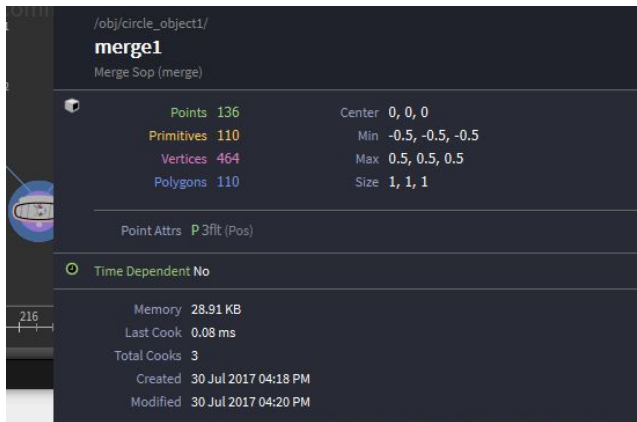 /obj/circle_object1/
merge1
Merge Sop (merge)
Points 136 Center 0, 0, 0
Primitives 110 Min -0.5, -0.5, -0.5
Vertices 464 Max 0.5, 0.5, 0.5
Polygons 110 Size 1, 1, 1
Point Attrs P 3flt (Pos)
Time Dependent No
216
Memory 28.91 KB
Last Cook 0.08 ms
Total Cooks 3
Created 30 Jul 2017 04:18 PM
Modified 30 Jul 2017 04:20 PM